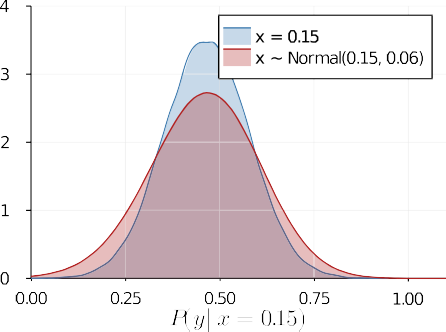 4
3
2
1
0
x = 0.15
x ~ Normal(0.15, 0.06)
0.00 0.25 0.50 0.75 1.00
P(y| x = 0.15)